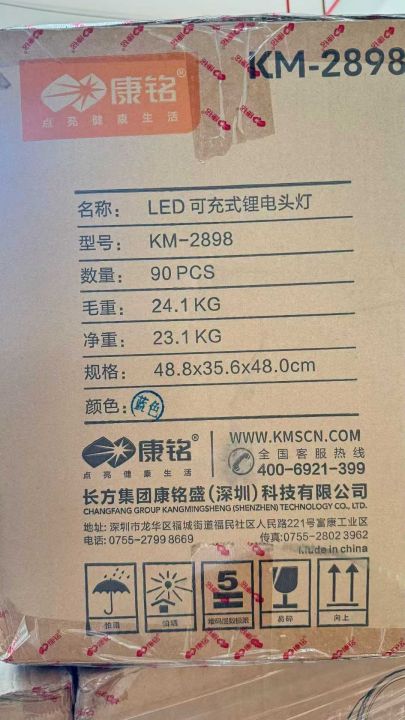 KM-2898
康铭®
点亮健康生活
名称: LED 可充式锂电头灯
型号: KM-2898
数量: 90 PCS
毛重: 24.1 KG
净重: 23.1 KG
规格: 48.8x35.6x48.0cm
颜色: 蓝色
康铭®
点亮健康生活
WWW.KMSCN.COM
全国客服热线
400-6921-399
长方集团康铭盛(深圳)科技有限公司
CHANGFANG GROUP KANGMINGSHENG (SHENZHEN) TECHNOLOGY CO., LTD.
地址: 深圳市龙华区福城街道福民社区人民路221号富康工业区
电话: 0755-2799 8669 传真:0755-2802 3962
Made in china
怕雨
怕晒
5
堆码层数极限
易碎
向上